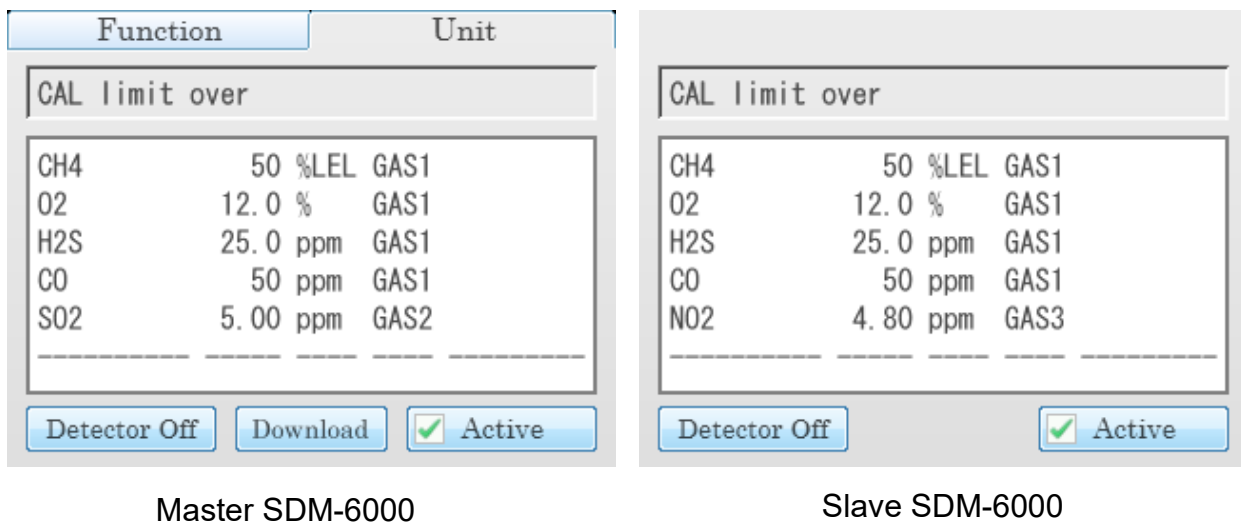 Function Unit
CAL limit over
CH4 50 %LEL GAS1
O2 12.0 % GAS1
H2S 25.0 ppm GAS1
CO 50 ppm GAS1
SO2 5.00 ppm GAS2
---------- ----- ---- ---- ---------
Detector Off Download Active
Master SDM-6000
CAL limit over
CH4 50 %LEL GAS1
O2 12.0 % GAS1
H2S 25.0 ppm GAS1
CO 50 ppm GAS1
NO2 4.80 ppm GAS3
---------- ----- ---- ---- ---------
Detector Off Active
Slave SDM-6000